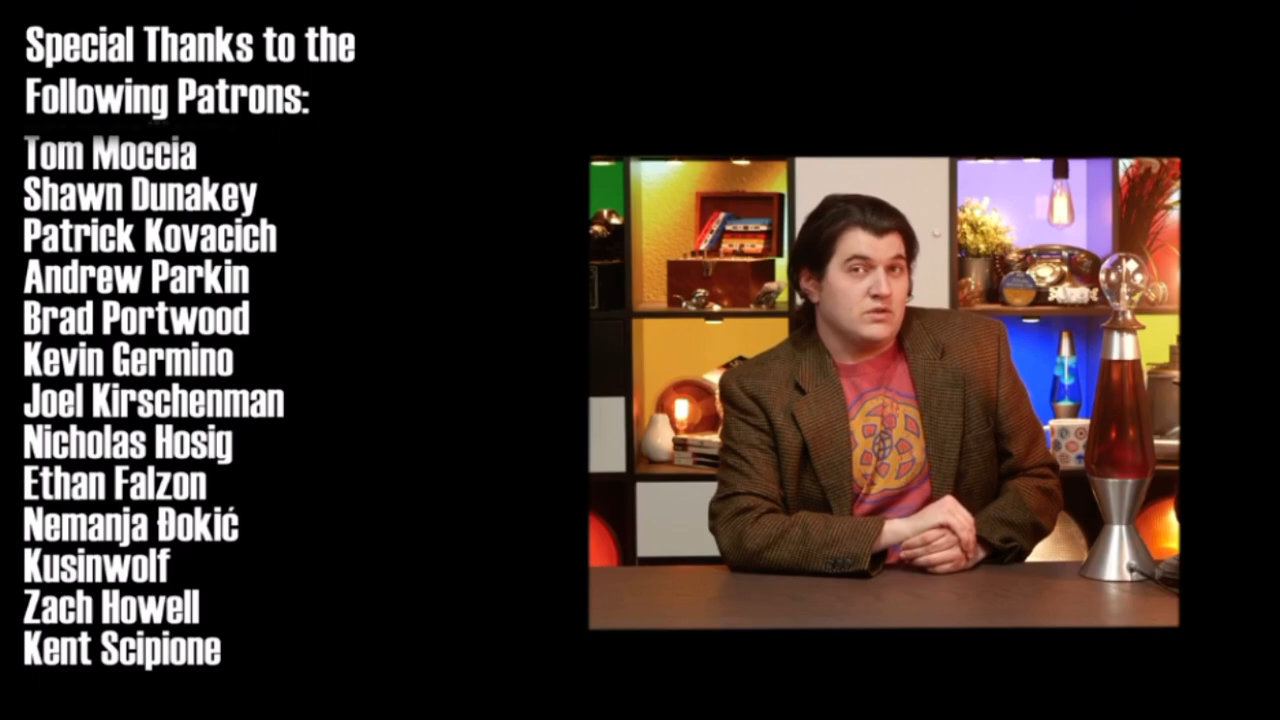 Special Thanks to the
Following Patrons:
Tom Moccia
Shawn Dunakey
Patrick Kovacich
Andrew Parkin
Brad Portwood
Kevin Germino
Joel Kirschenman
Nicholas Hosig
Ethan Falzon
Nemanja Đokić
Kusinwolf
Zach Howell
Kent Scipione